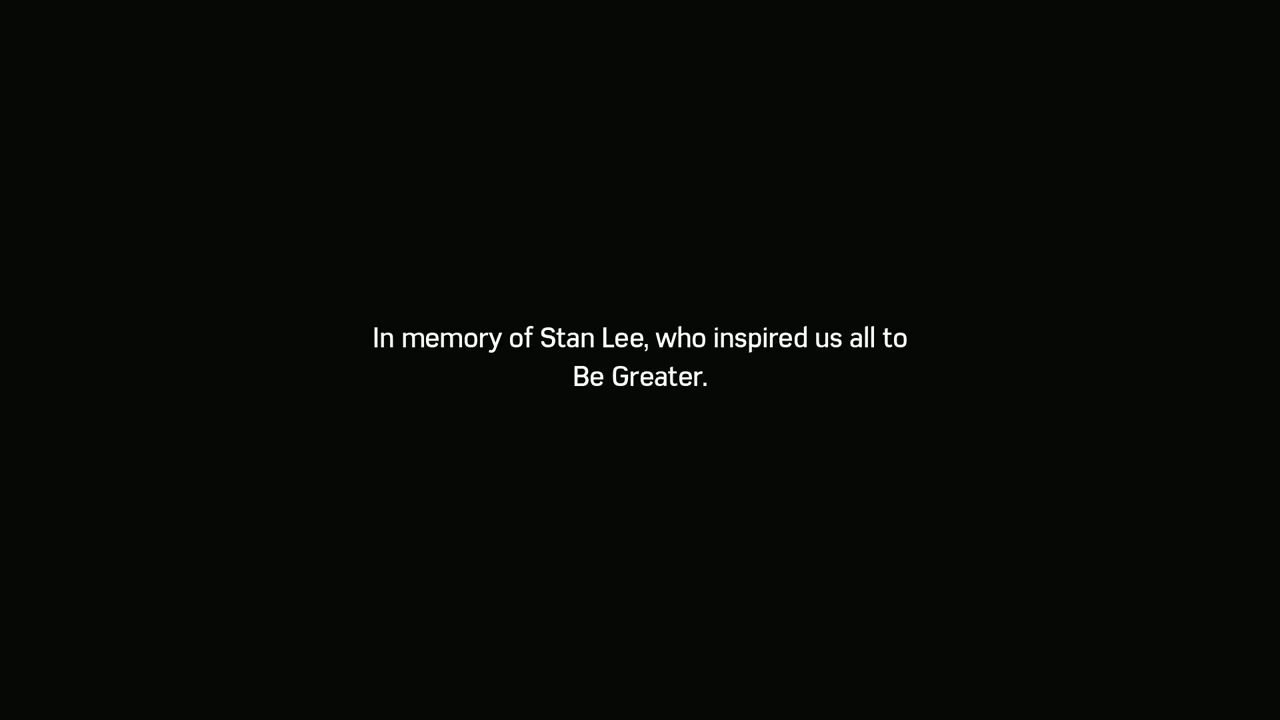 In memory of Stan Lee, who inspired us all to
Be Greater.